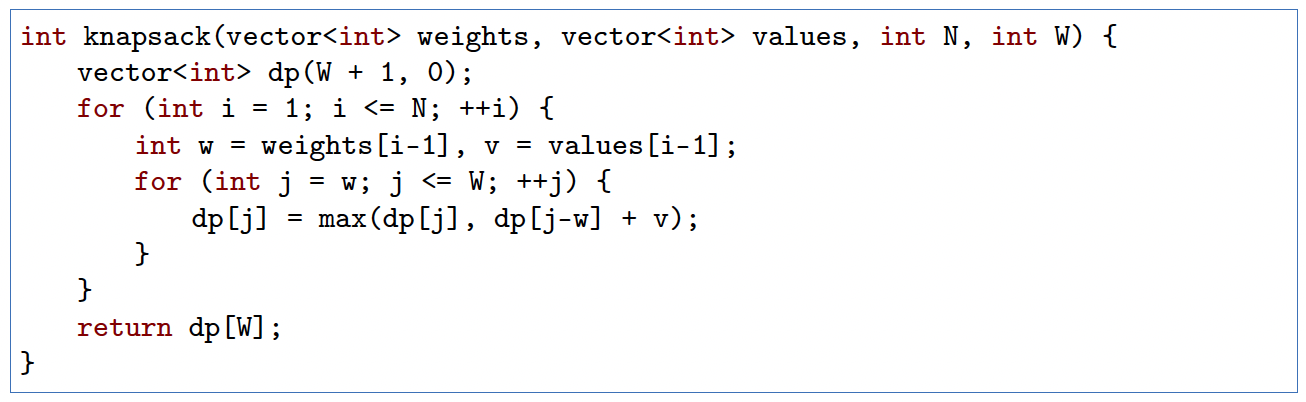 int knapsack(vector<int> weights, vector<int> values, int N, int W) {
    vector<int> dp(W + 1, 0);
    for (int i = 1; i <= N; ++i) {
        int w = weights[i-1], v = values[i-1];
        for (int j = w; j <= W; ++j) {
            dp[j] = max(dp[j], dp[j-w] + v);
        }
    }
    return dp[W];
}